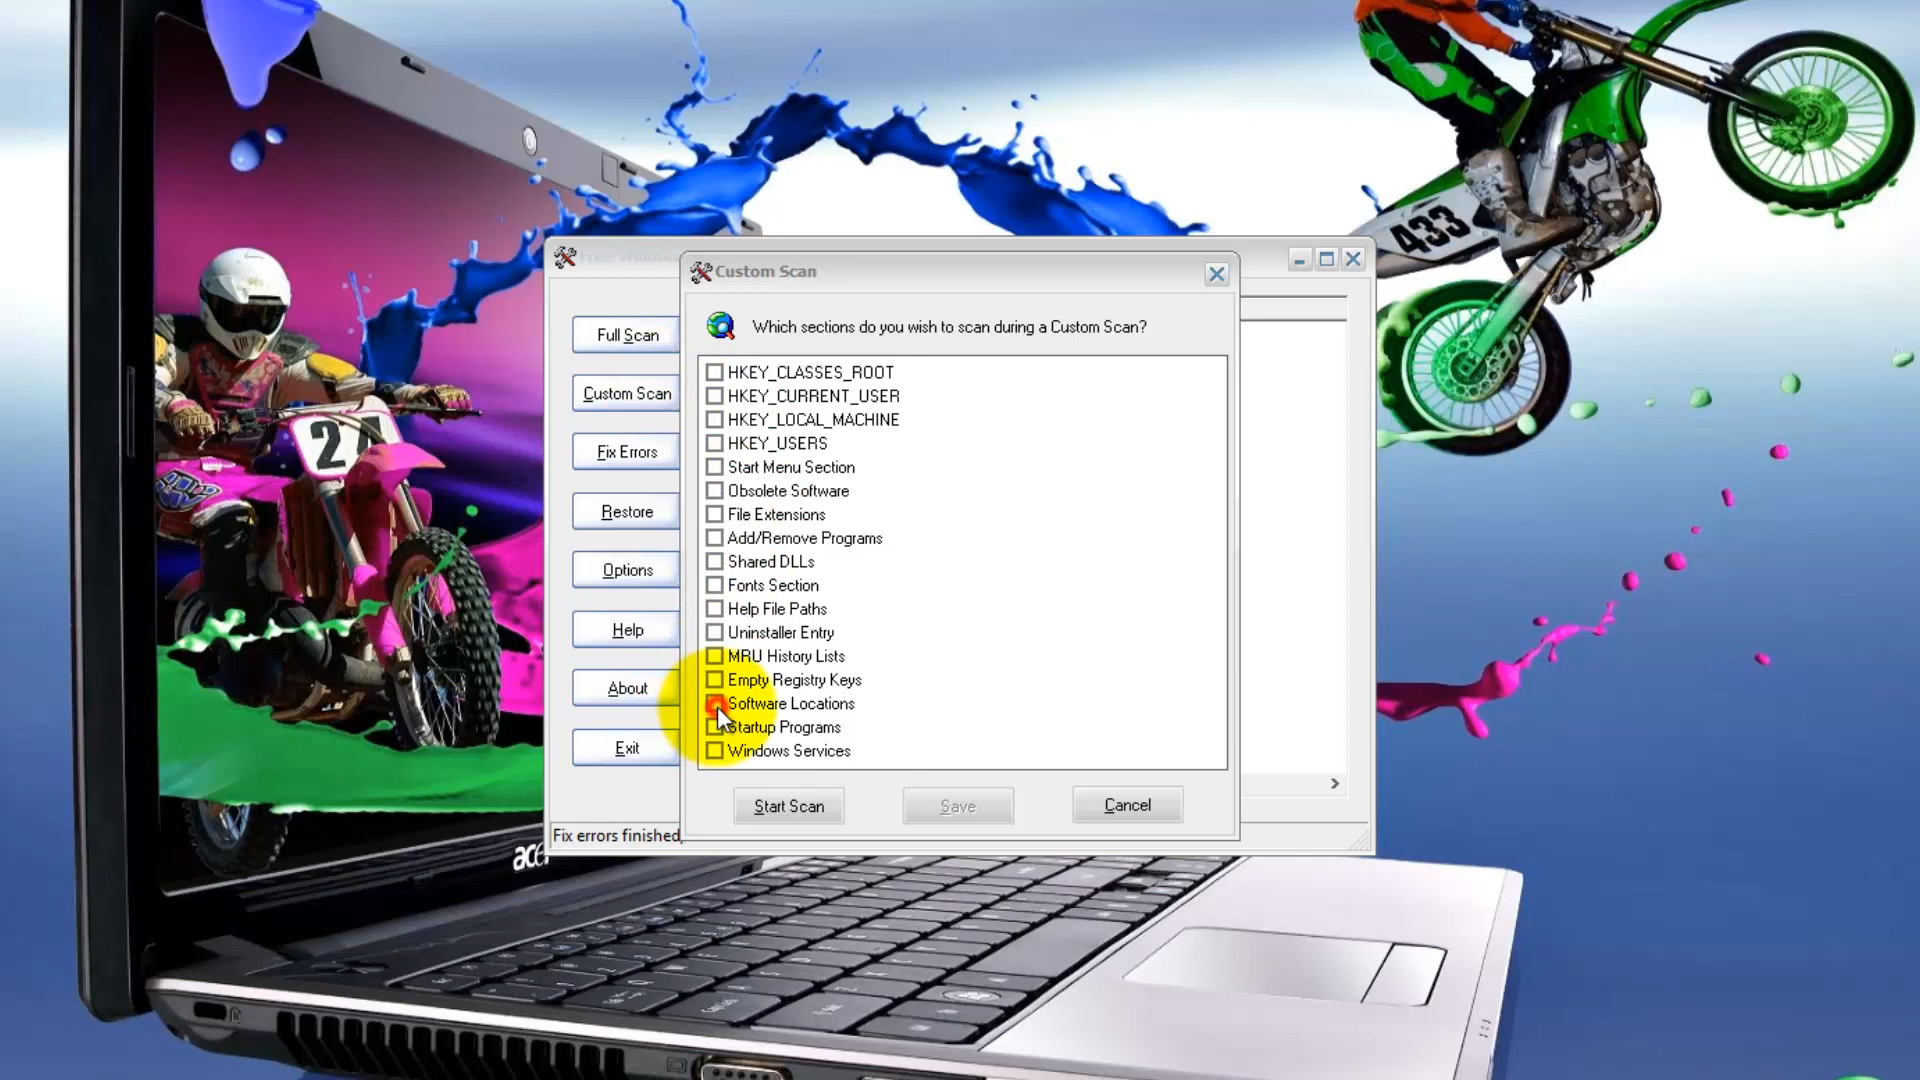 Custom Scan
Which sections do you wish to scan during a Custom Scan?
HKEY_CLASSES_ROOT
HKEY_CURRENT_USER
HKEY_LOCAL_MACHINE
HKEY_USERS
Start Menu Section
Obsolete Software
File Extensions
Add/Remove Programs
Shared DLLs
Fonts Section
Help File Paths
Uninstaller Entry
MRU History Lists
Empty Registry Keys
Software Locations
Startup Programs
Windows Services
Start Scan
Save
Cancel
Full Scan
Custom Scan
Fix Errors
Restore
Options
Help
About
Exit
Fix errors finished,
433
24